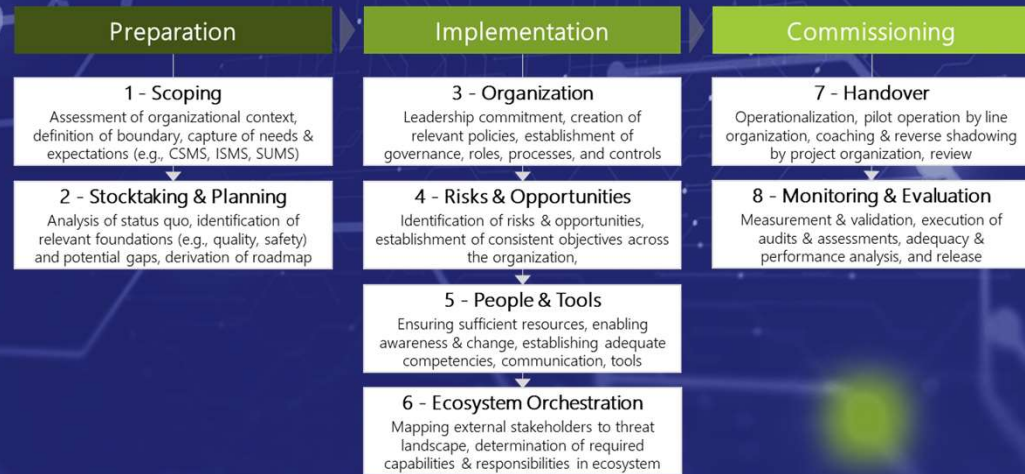 Preparation
1 - Scoping
Assessment of organizational context,
definition of boundary, capture of needs &
expectations (e.g., CSMS, ISMS, SUMS)
2 - Stocktaking & Planning
Analysis of status quo, identification of
relevant foundations (e.g., quality, safety)
and potential gaps, derivation of roadmap
Implementation
3 - Organization
Leadership commitment, creation of
relevant policies, establishment of
governance, roles, processes, and controls
4 - Risks & Opportunities
Identification of risks & opportunities,
establishment of consistent objectives across
the organization,
5 - People & Tools
Ensuring sufficient resources, enabling
awareness & change, establishing adequate
competencies, communication, tools
6 - Ecosystem Orchestration
Mapping external stakeholders to threat
landscape, determination of required
capabilities & responsibilities in ecosystem
Commissioning
7 - Handover
Operationalization, pilot operation by line
organization, coaching & reverse shadowing
by project organization, review
8 - Monitoring & Evaluation
Measurement & validation, execution of
audits & assessments, adequacy &
performance analysis, and release